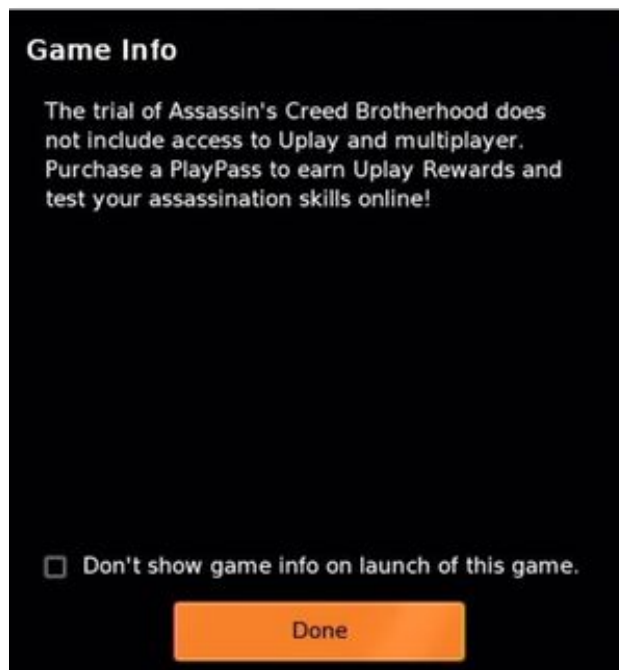 Game Info
The trial of Assassin's Creed Brotherhood does
not include access to Uplay and multiplayer.
Purchase a PlayPass to earn Uplay Rewards and
test your assassination skills online!
Don't show game info on launch of this game.
Done